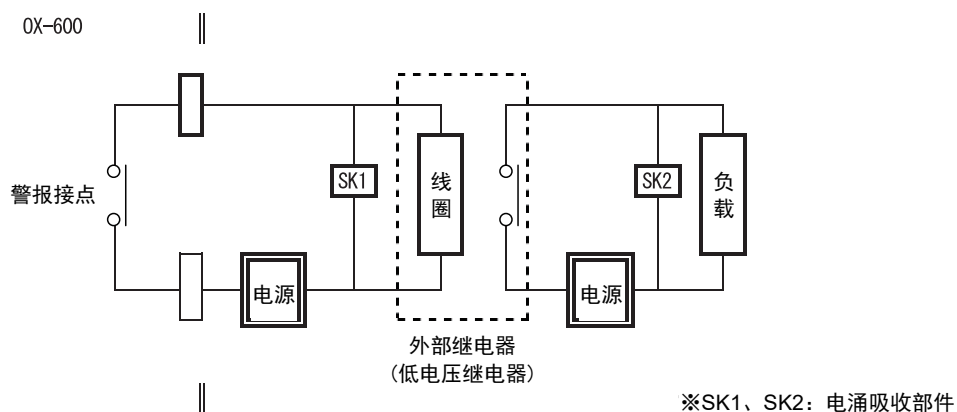 OX-600
警报接点
SK1
线
圈
SK2
负
载
电源
电源
外部继电器
(低电压继电器)
※SK1、SK2：电涌吸收部件